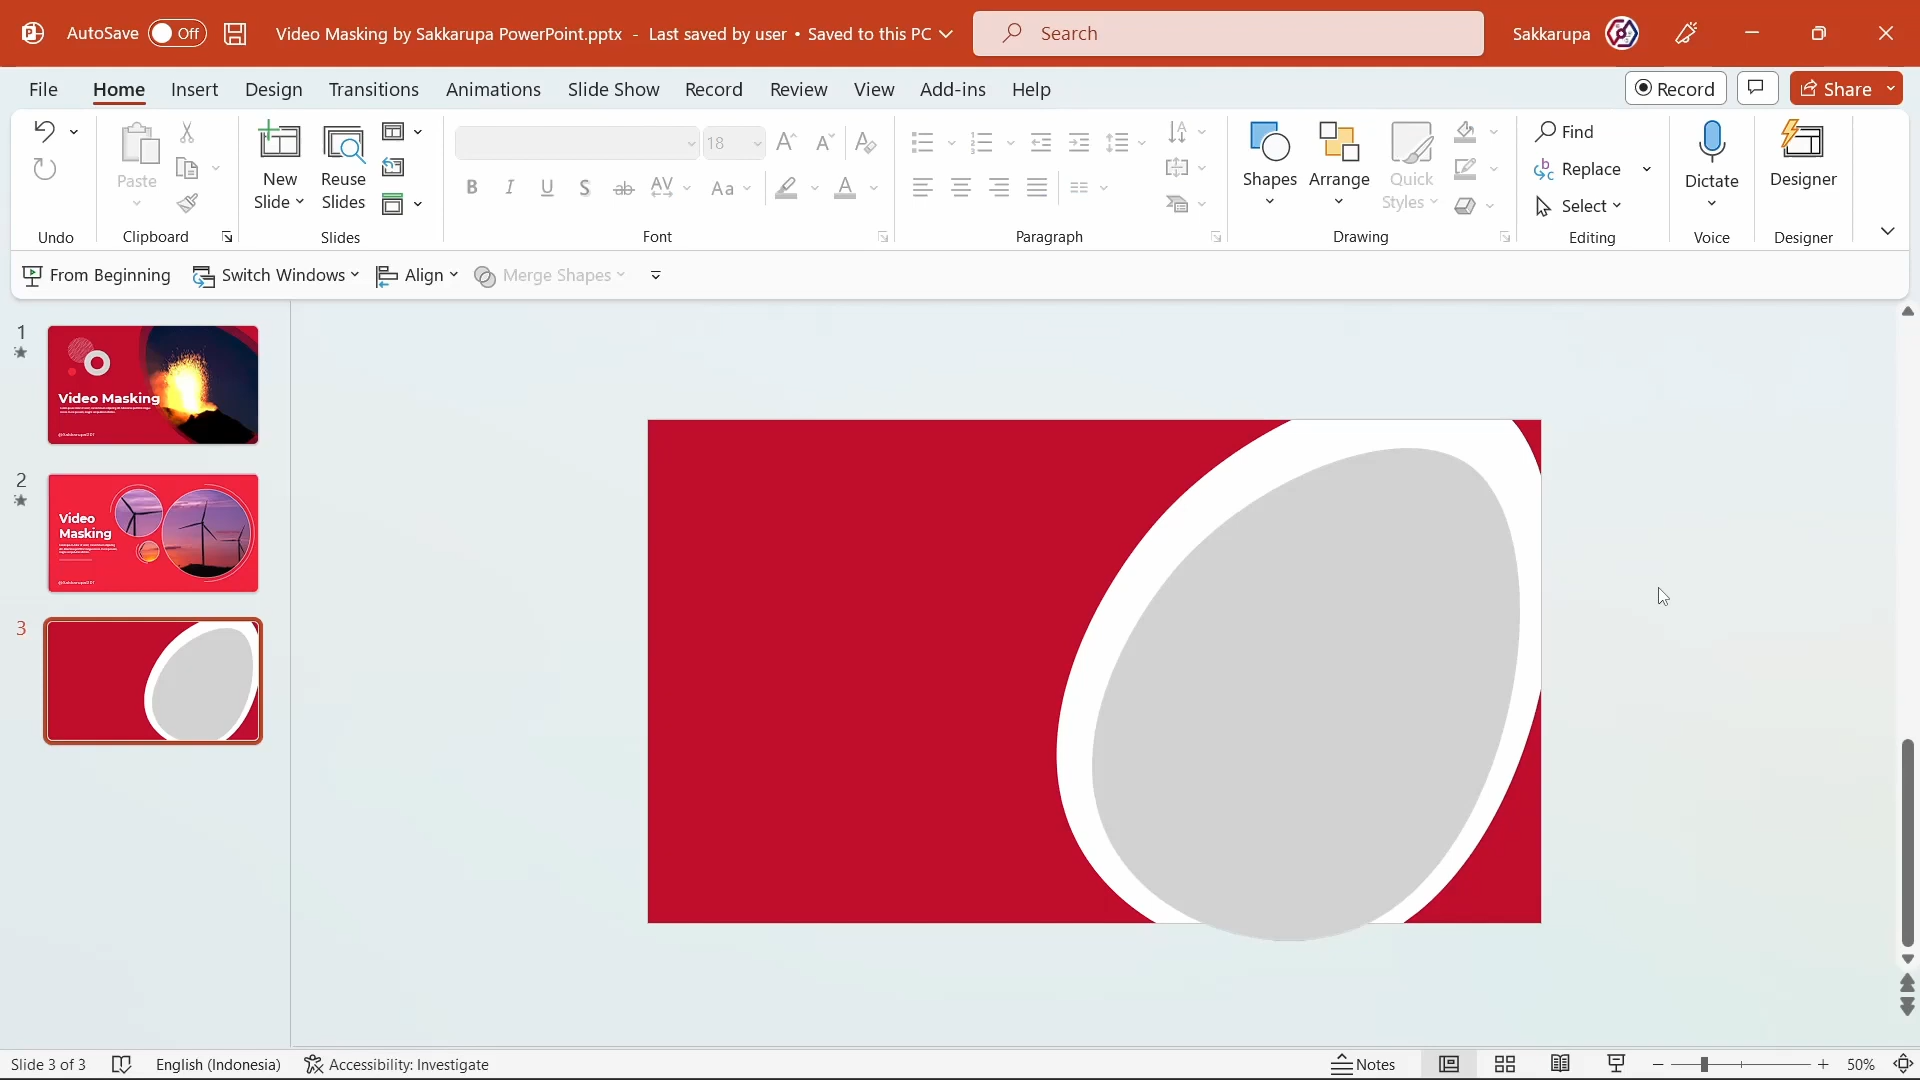 AutoSave Off Video Masking by Sakkarupa PowerPoint.pptx - Last saved by user • Saved to this PC Search Sakkarupa
File Home Insert Design Transitions Animations Slide Show Record Review View Add-ins Help Record Share
Paste
New Slide
Reuse Slides
18
B I U S ab AV Aa A
Shapes Arrange Quick Styles
Find
Replace
Select
Dictate
Designer
Undo Clipboard Slides Font Paragraph Drawing Editing Voice Designer
From Beginning Switch Windows Align Merge Shapes
1
Video Masking
2
Video
Masking
3
Slide 3 of 3 English (Indonesia) Accessibility: Investigate Notes 50%